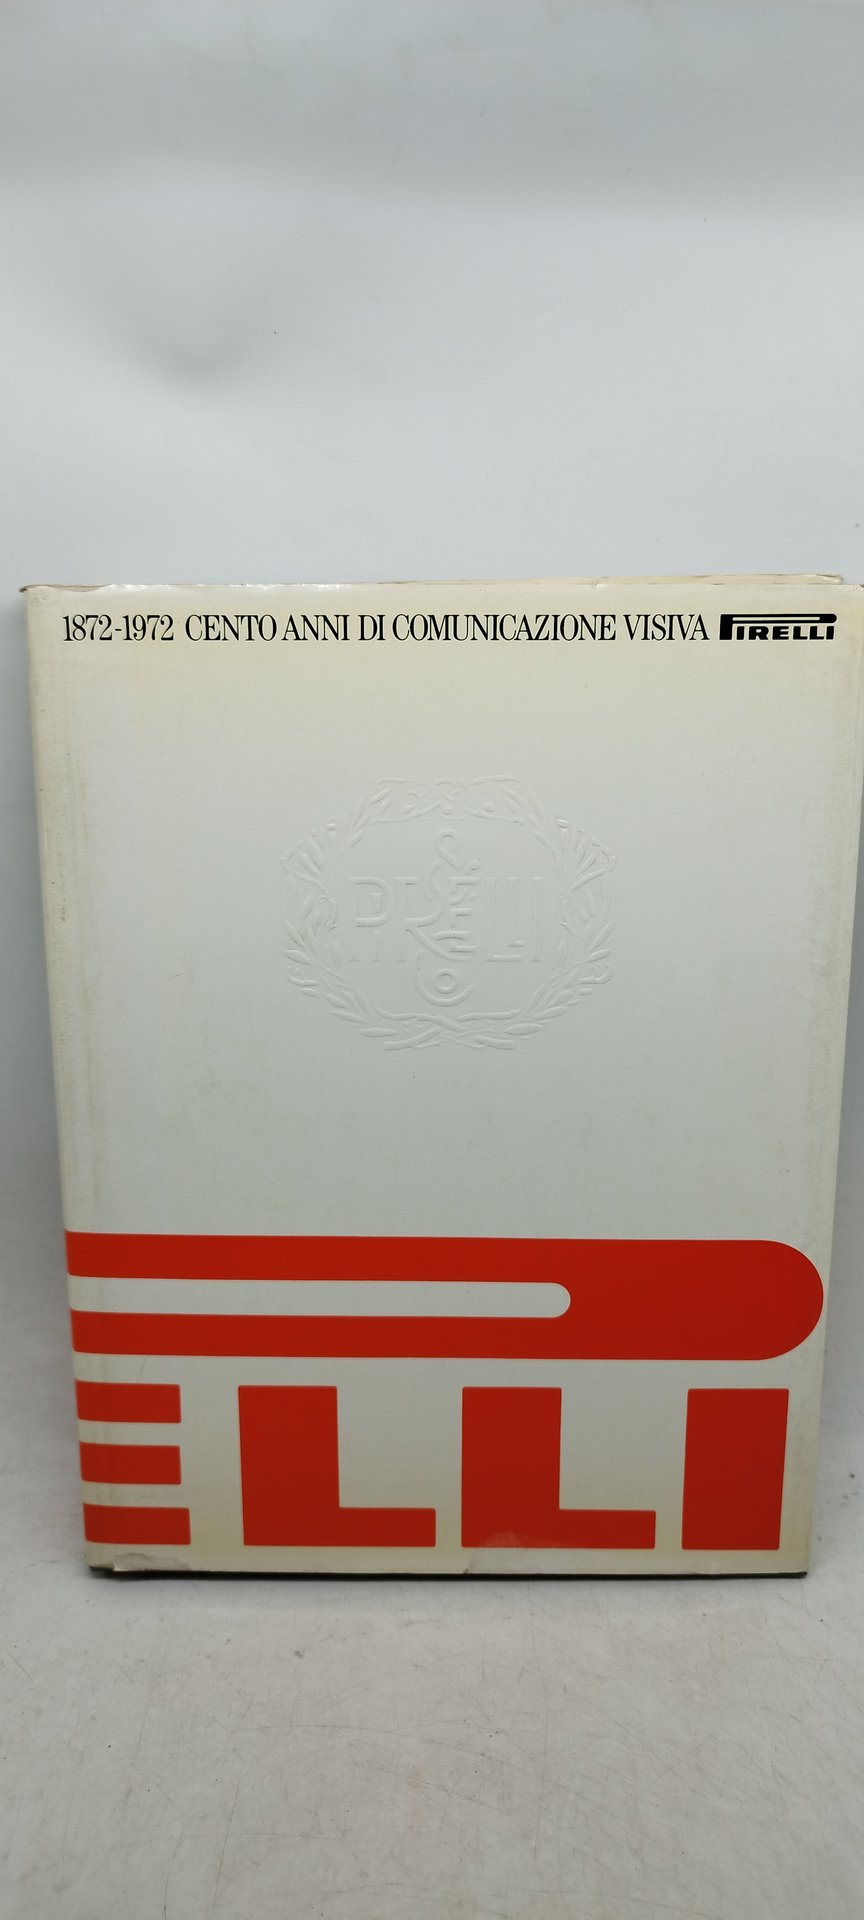 1872-1972 CENTO ANNI DI COMUNICAZIONE VISIVA PIRELLI
PIRELLI
P
ELLI